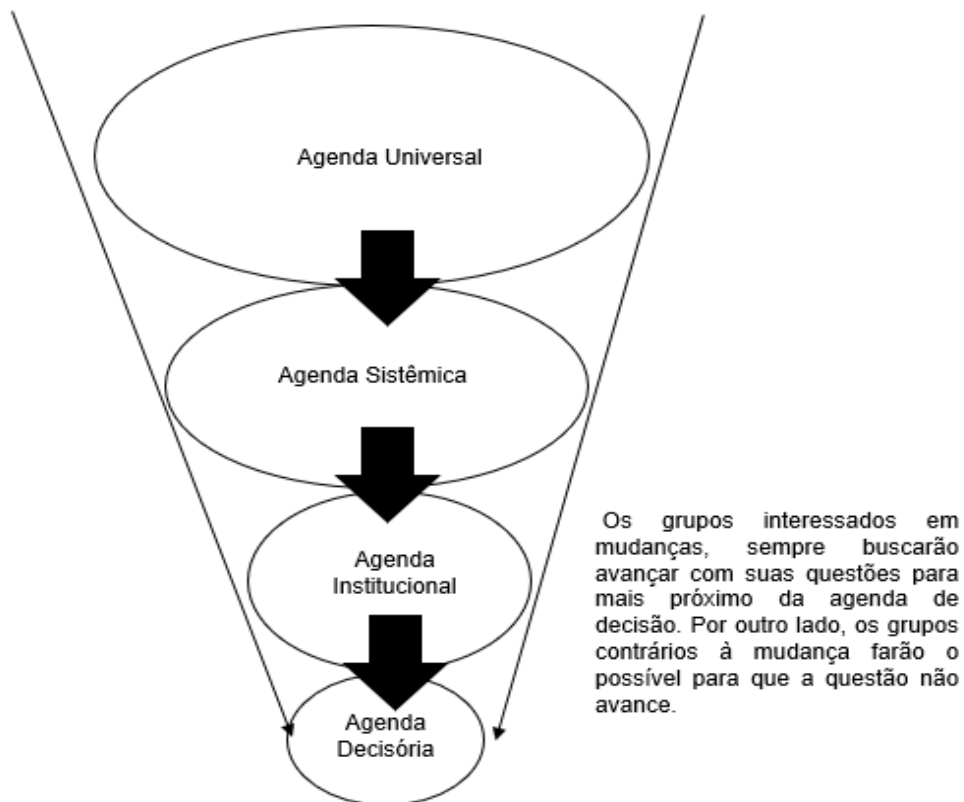 Agenda Universal
Agenda Sistêmica
Agenda
Institucional
Agenda
Decisória
Os grupos interessados em
mudanças, sempre buscarão
avançar com suas questões para
mais próximo da agenda de
decisão. Por outro lado, os grupos
contrários à mudança farão o
possível para que a questão não
avance.